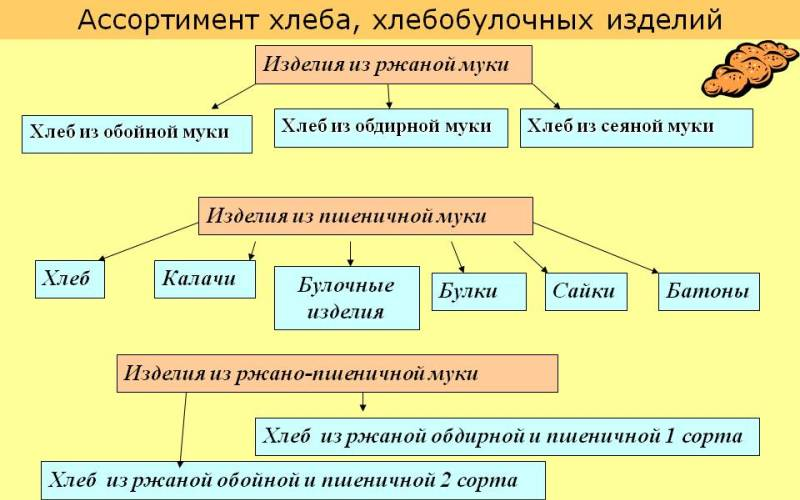 Ассортимент хлеба, хлебобулочных изделий
Изделия из ржаной муки
Хлеб из обойной муки
Хлеб из обдирной муки
Хлеб из сеяной муки
Изделия из пшеничной муки
Хлеб
Калачи
Булочные
изделия
Булки
Сайки
Батоны
Изделия из ржано-пшеничной муки
Хлеб из ржаной обдирной и пшеничной 1 сорта
Хлеб из ржаной обойной и пшеничной 2 сорта